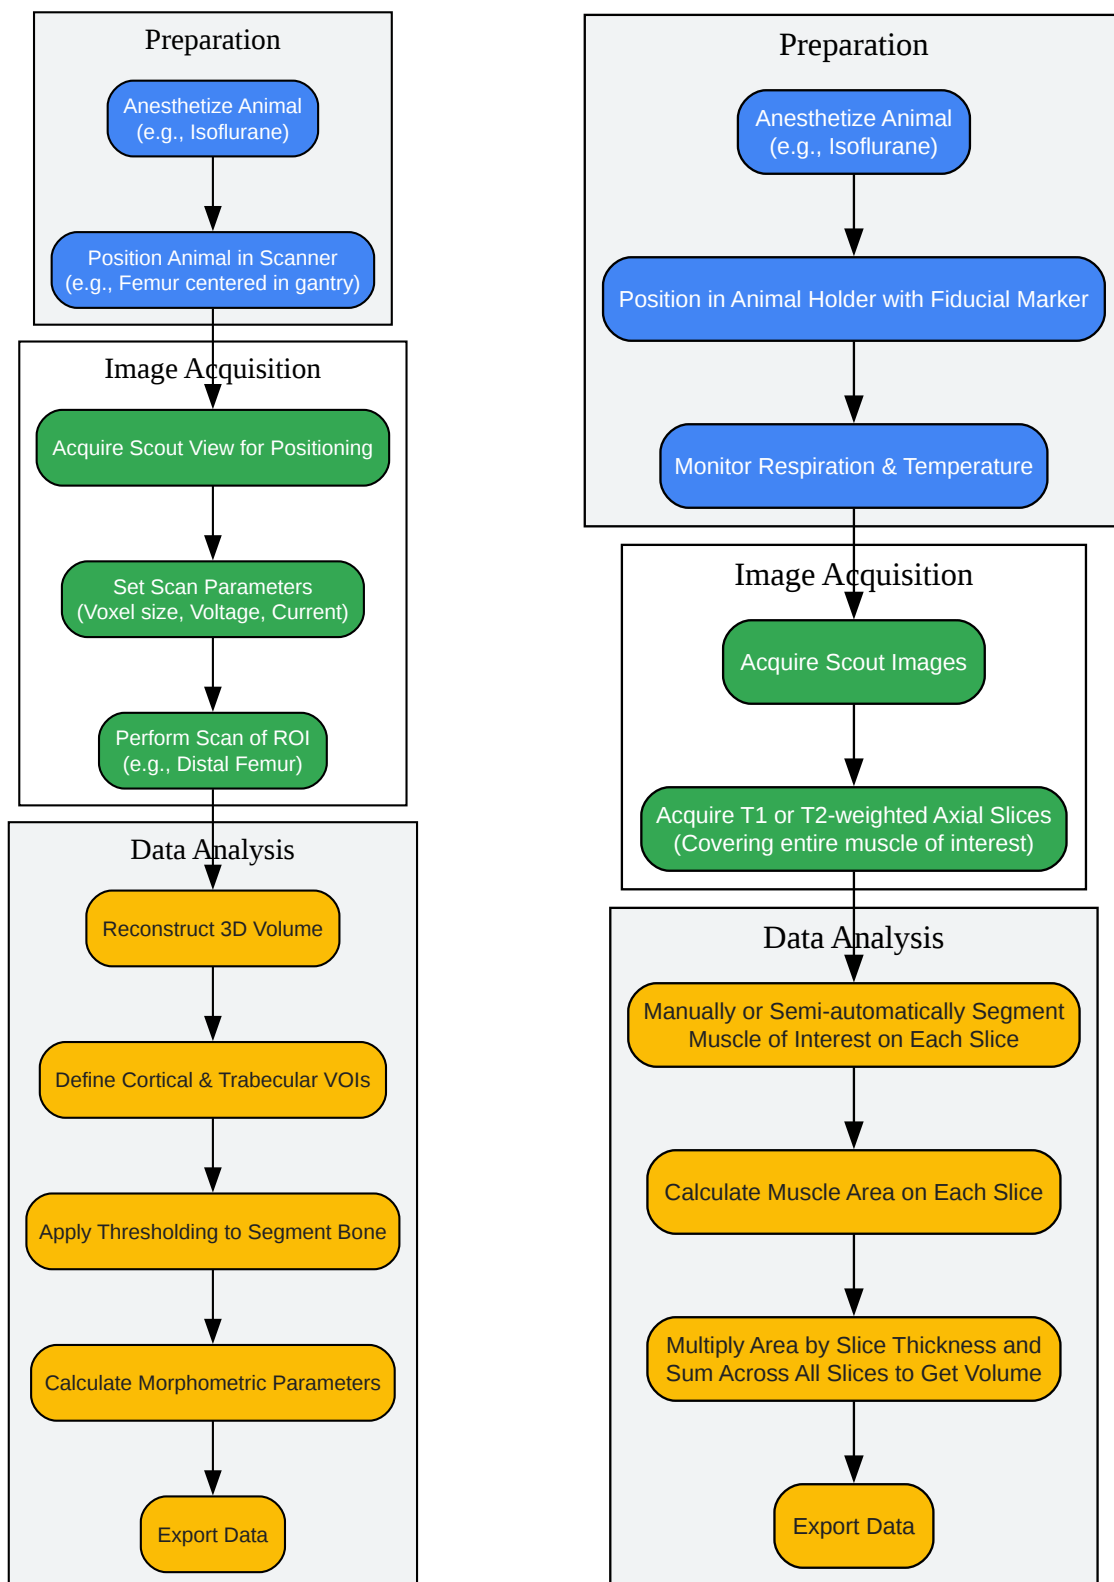 Preparation
Anesthetize Animal
(e.g., Isoflurane)
Position Animal in Scanner
(e.g., Femur centered in gantry)
Image Acquisition
Acquire Scout View for Positioning
Set Scan Parameters
(Voxel size, Voltage, Current)
Perform Scan of ROI
(e.g., Distal Femur)
Data Analysis
Reconstruct 3D Volume
Define Cortical & Trabecular VOIs
Apply Thresholding to Segment Bone
Calculate Morphometric Parameters
Export Data
Preparation
Anesthetize Animal
(e.g., Isoflurane)
Position in Animal Holder with Fiducial Marker
Monitor Respiration & Temperature
Image Acquisition
Acquire Scout Images
Acquire T1 or T2-weighted Axial Slices
(Covering entire muscle of interest)
Data Analysis
Manually or Semi-automatically Segment
Muscle of Interest on Each Slice
Calculate Muscle Area on Each Slice
Multiply Area by Slice Thickness and
Sum Across All Slices to Get Volume
Export Data